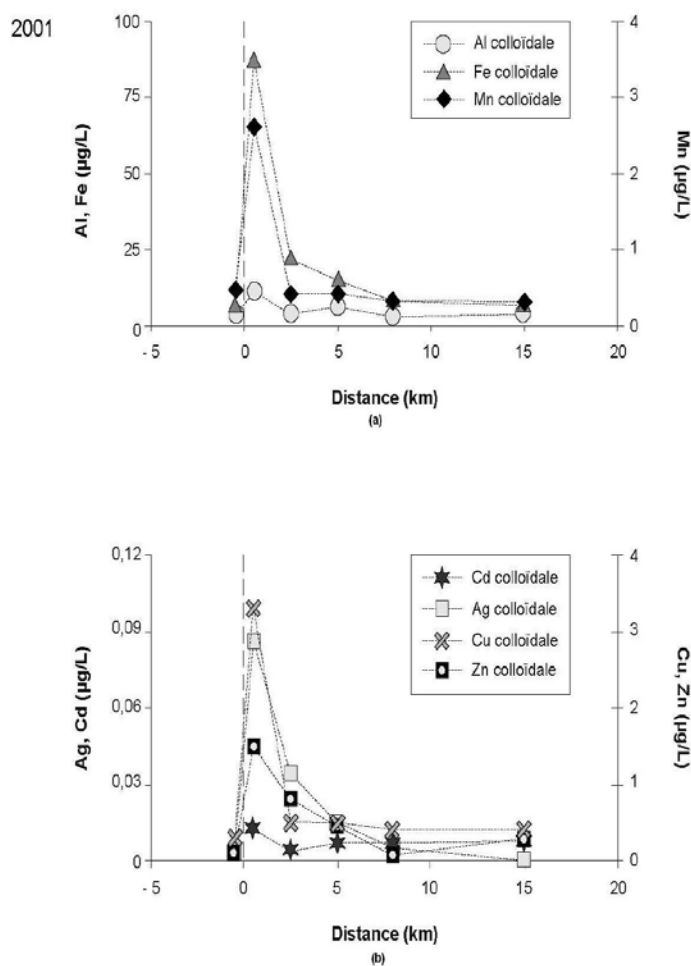 2001
100
75
50
25
0
Al, Fe (µg/L)
4
3
2
1
0
Mn (µg/L)
Al colloïdale
Fe colloïdale
Mn colloïdale
- 5
0
5
10
15
20
Distance (km)
(a)
0,12
0,09
0,06
0,03
0
Ag, Cd (µg/L)
4
3
2
1
0
Cu, Zn (µg/L)
Cd colloïdale
Ag colloïdale
Cu colloïdale
Zn colloïdale
- 5
0
5
10
15
20
Distance (km)
(b)